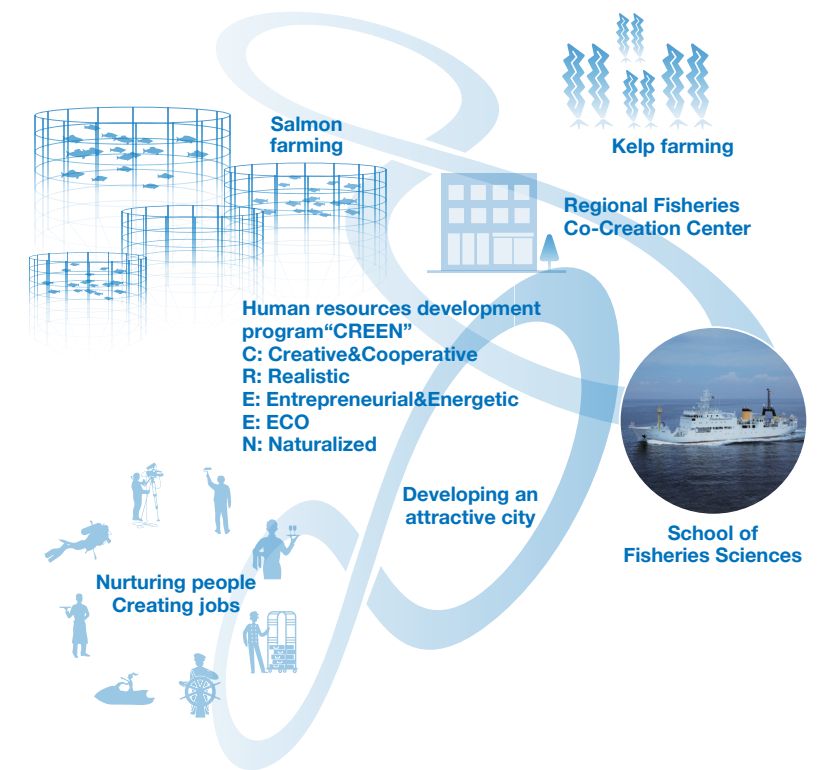 Salmon
farming
Kelp farming
Regional Fisheries
Co-Creation Center
Human resources development
program“CREEN”
C: Creative&Cooperative
R: Realistic
E: Entrepreneurial&Energetic
E: ECO
N: Naturalized
Developing an
attractive city
School of
Fisheries Sciences
Nurturing people
Creating jobs